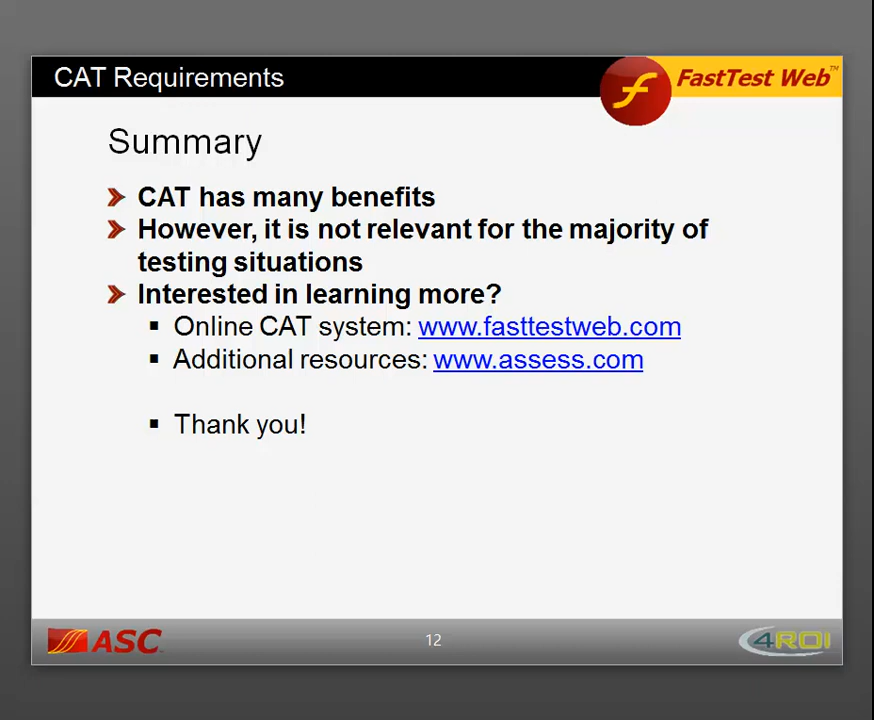 CAT Requirements
f FastTest Web™
Summary
CAT has many benefits
However, it is not relevant for the majority of
testing situations
Interested in learning more?
Online CAT system: www.fasttestweb.com
Additional resources: www.assess.com
Thank you!
ASC
12
4ROI